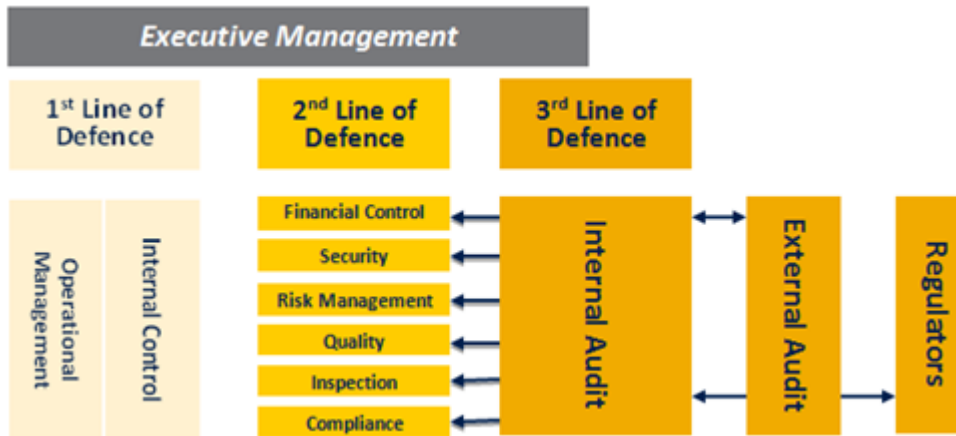 Executive Management
1st Line of
Defence
2nd Line of
Defence
3rd Line of
Defence
Operational
Management
Internal Control
Financial Control
Security
Risk Management
Quality
Inspection
Compliance
Internal Audit
External Audit
Regulators